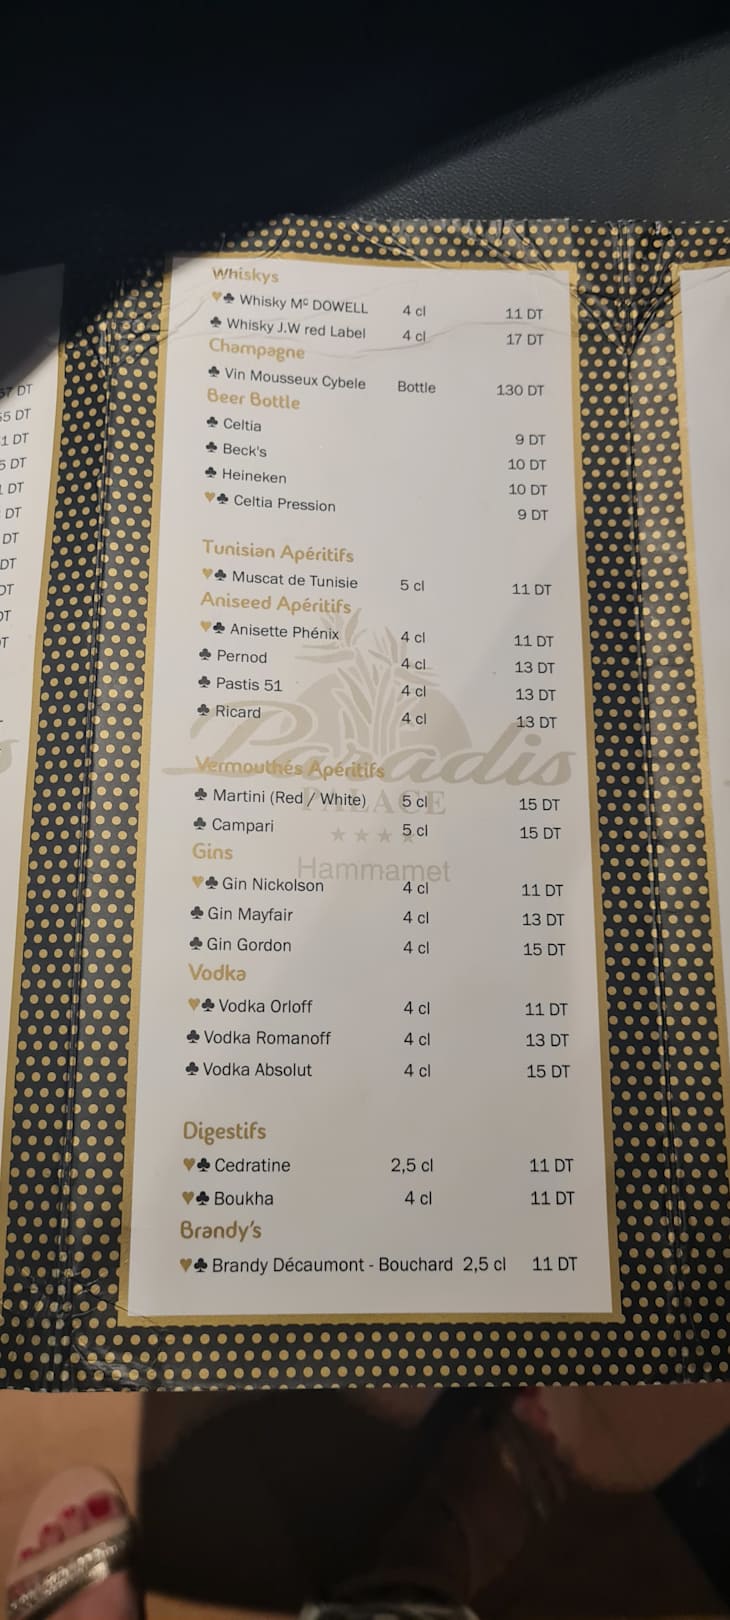 Whiskys
♥♣ Whisky Mc DOWELL 4 cl 11 DT
♣ Whisky J.W red Label 4 cl 17 DT
Champagne
♣ Vin Mousseux Cybele Bottle 130 DT
Beer Bottle
♣ Celtia 9 DT
♣ Beck's 10 DT
♣ Heineken 10 DT
♥♣ Celtia Pression 9 DT
Tunisian Apéritifs
♥♣ Muscat de Tunisie 5 cl 11 DT
Aniseed Apéritifs
♥♣ Anisette Phénix 4 cl 11 DT
♣ Pernod 4 cl 13 DT
♣ Pastis 51 4 cl 13 DT
♣ Ricard 4 cl 13 DT
Paradis
Vermouthés Apéritifs
♣ Martini (Red / White) 5 cl 15 DT
PALACE
♣ Campari 5 cl 15 DT
★★★★
Gins
Hammamet
♥♣ Gin Nickolson 4 cl 11 DT
♣ Gin Mayfair 4 cl 13 DT
♣ Gin Gordon 4 cl 15 DT
Vodka
♥♣ Vodka Orloff 4 cl 11 DT
♣ Vodka Romanoff 4 cl 13 DT
♣ Vodka Absolut 4 cl 15 DT
Digestifs
♥♣ Cedratine 2,5 cl 11 DT
♥♣ Boukha 4 cl 11 DT
Brandy's
♥♣ Brandy Décaumont - Bouchard 2,5 cl 11 DT